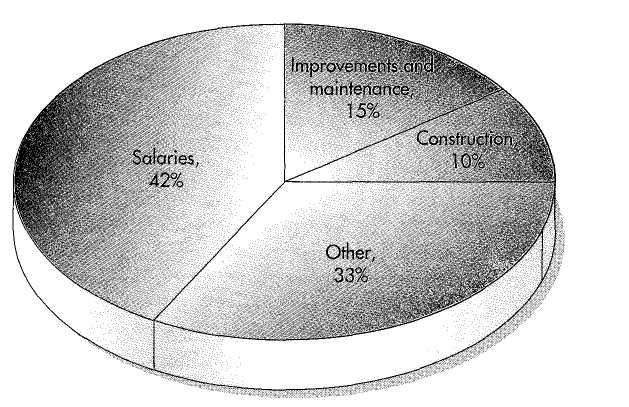 Improvements and
maintenance,
15%
Construction,
10%
Salaries,
42%
Other,
33%